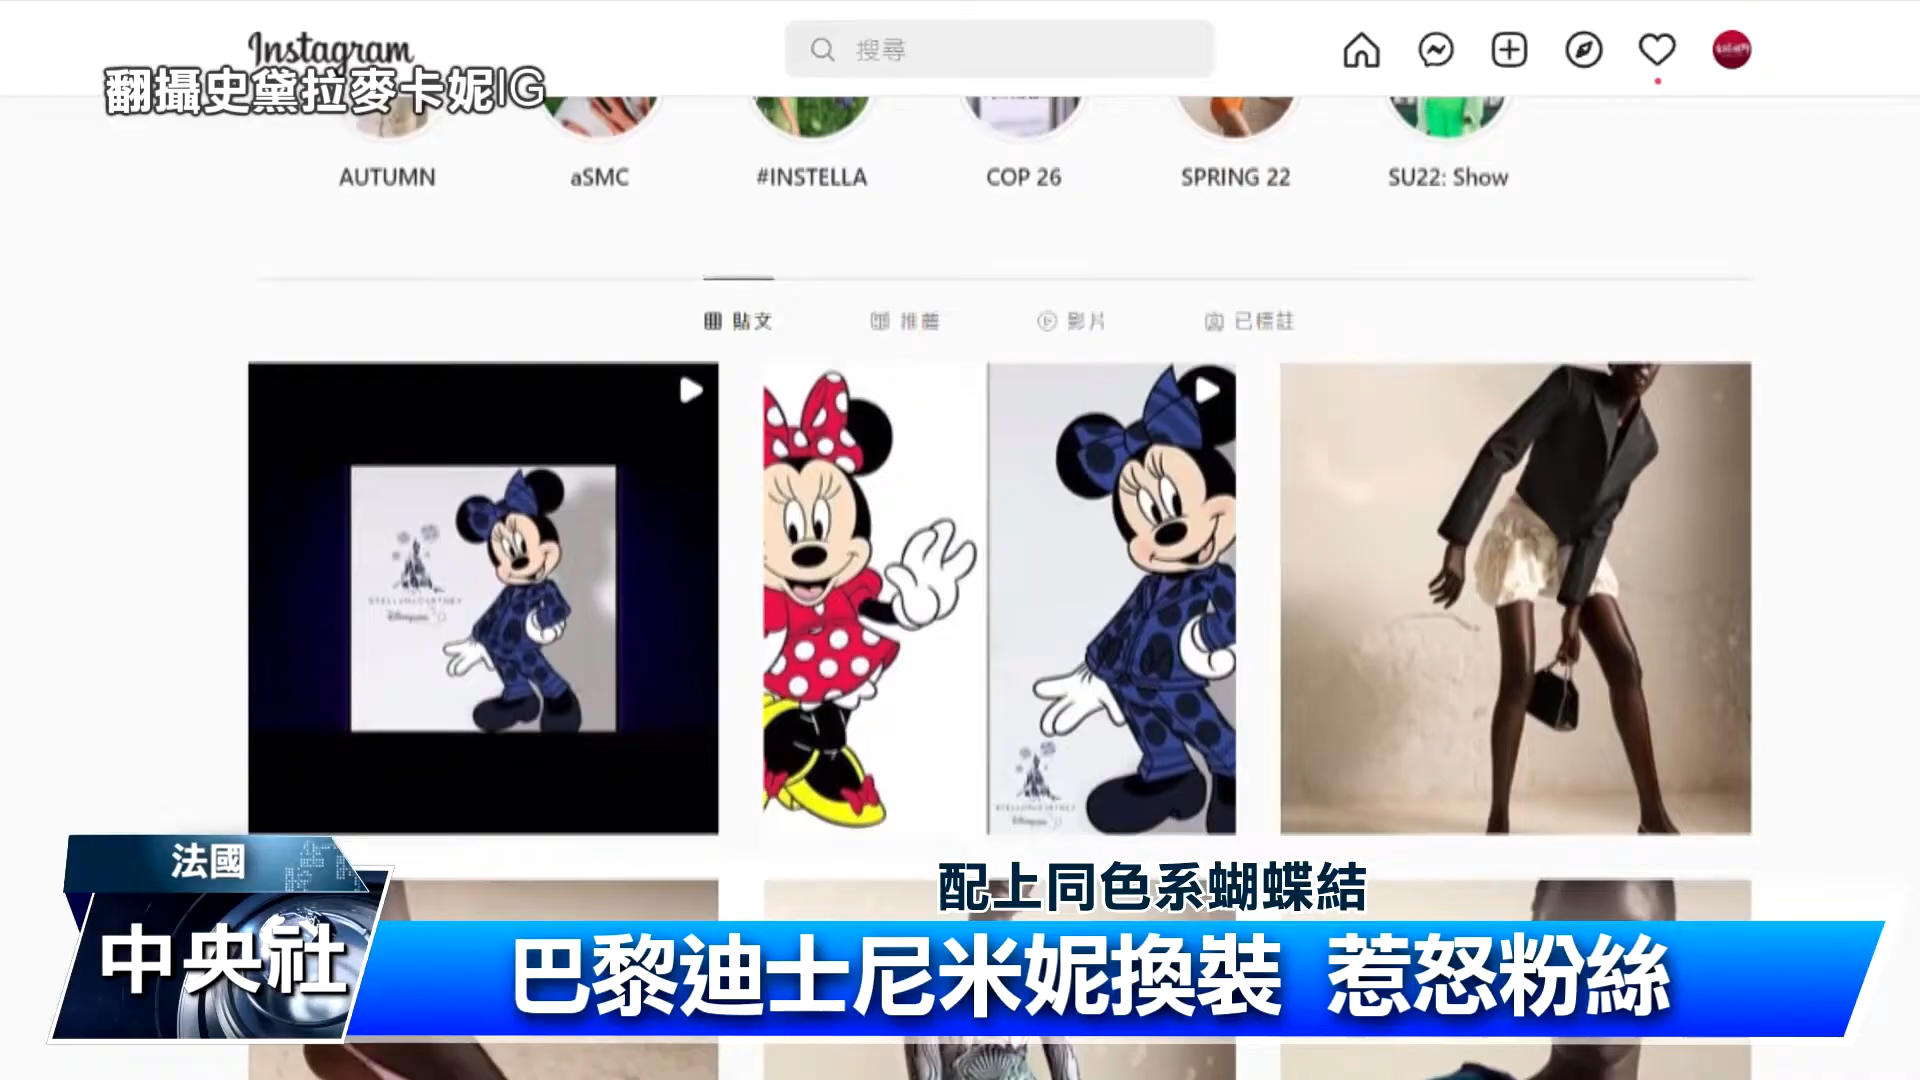 Instagram
搜尋
翻攝史黛拉麥卡妮IG
AUTUMN
aSMC
#INSTELLA
COP 26
SPRING 22
SU22: Show
貼文
推薦
影片
已標註
法國
中央社
配上同色系蝴蝶結
巴黎迪士尼米妮換裝 惹怒粉絲